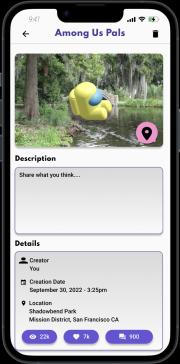 9:41
Among Us Pals
Description
Share what you think....
Details
Creator
You
Creation Date
September 30, 2022 - 3:25pm
Location
Shadowbend Park
Mission District, San Francisco CA
22k
7k
900